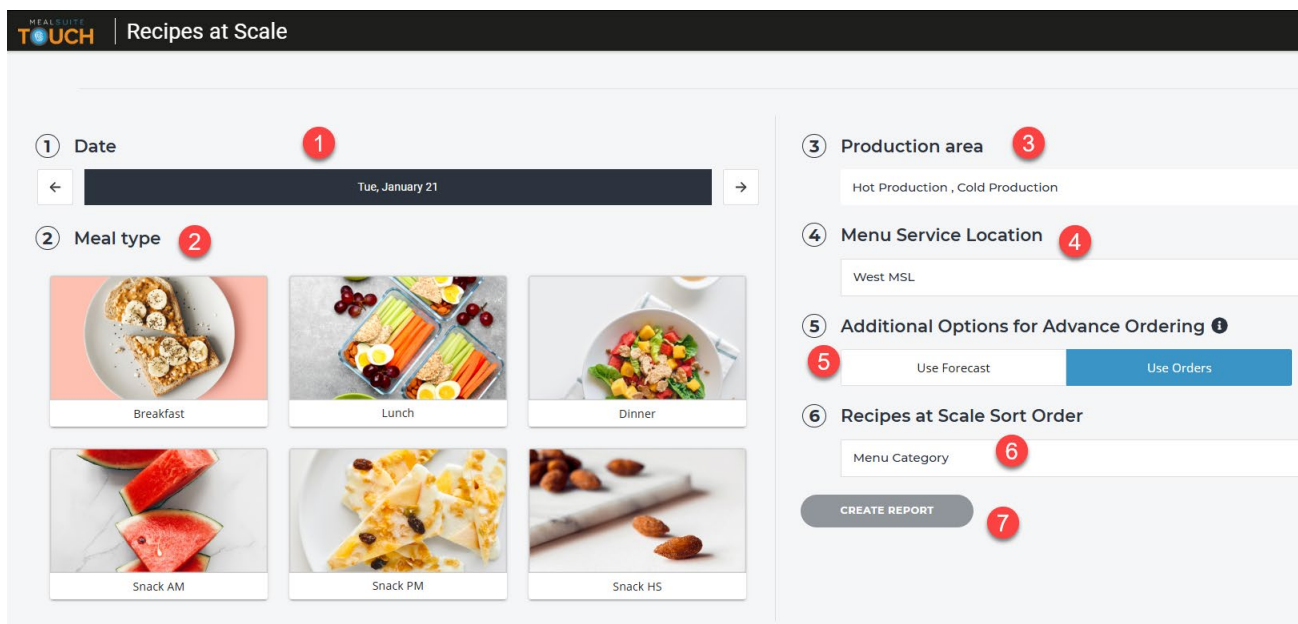 MEALSUITE
TOUCH
Recipes at Scale
1 Date 1
← Tue, January 21 →
2 Meal type 2
Breakfast
Lunch
Dinner
Snack AM
Snack PM
Snack HS
3 Production area 3
Hot Production , Cold Production
4 Menu Service Location 4
West MSL
5 Additional Options for Advance Ordering i
5 Use Forecast Use Orders
6 Recipes at Scale Sort Order
Menu Category 6
CREATE REPORT 7